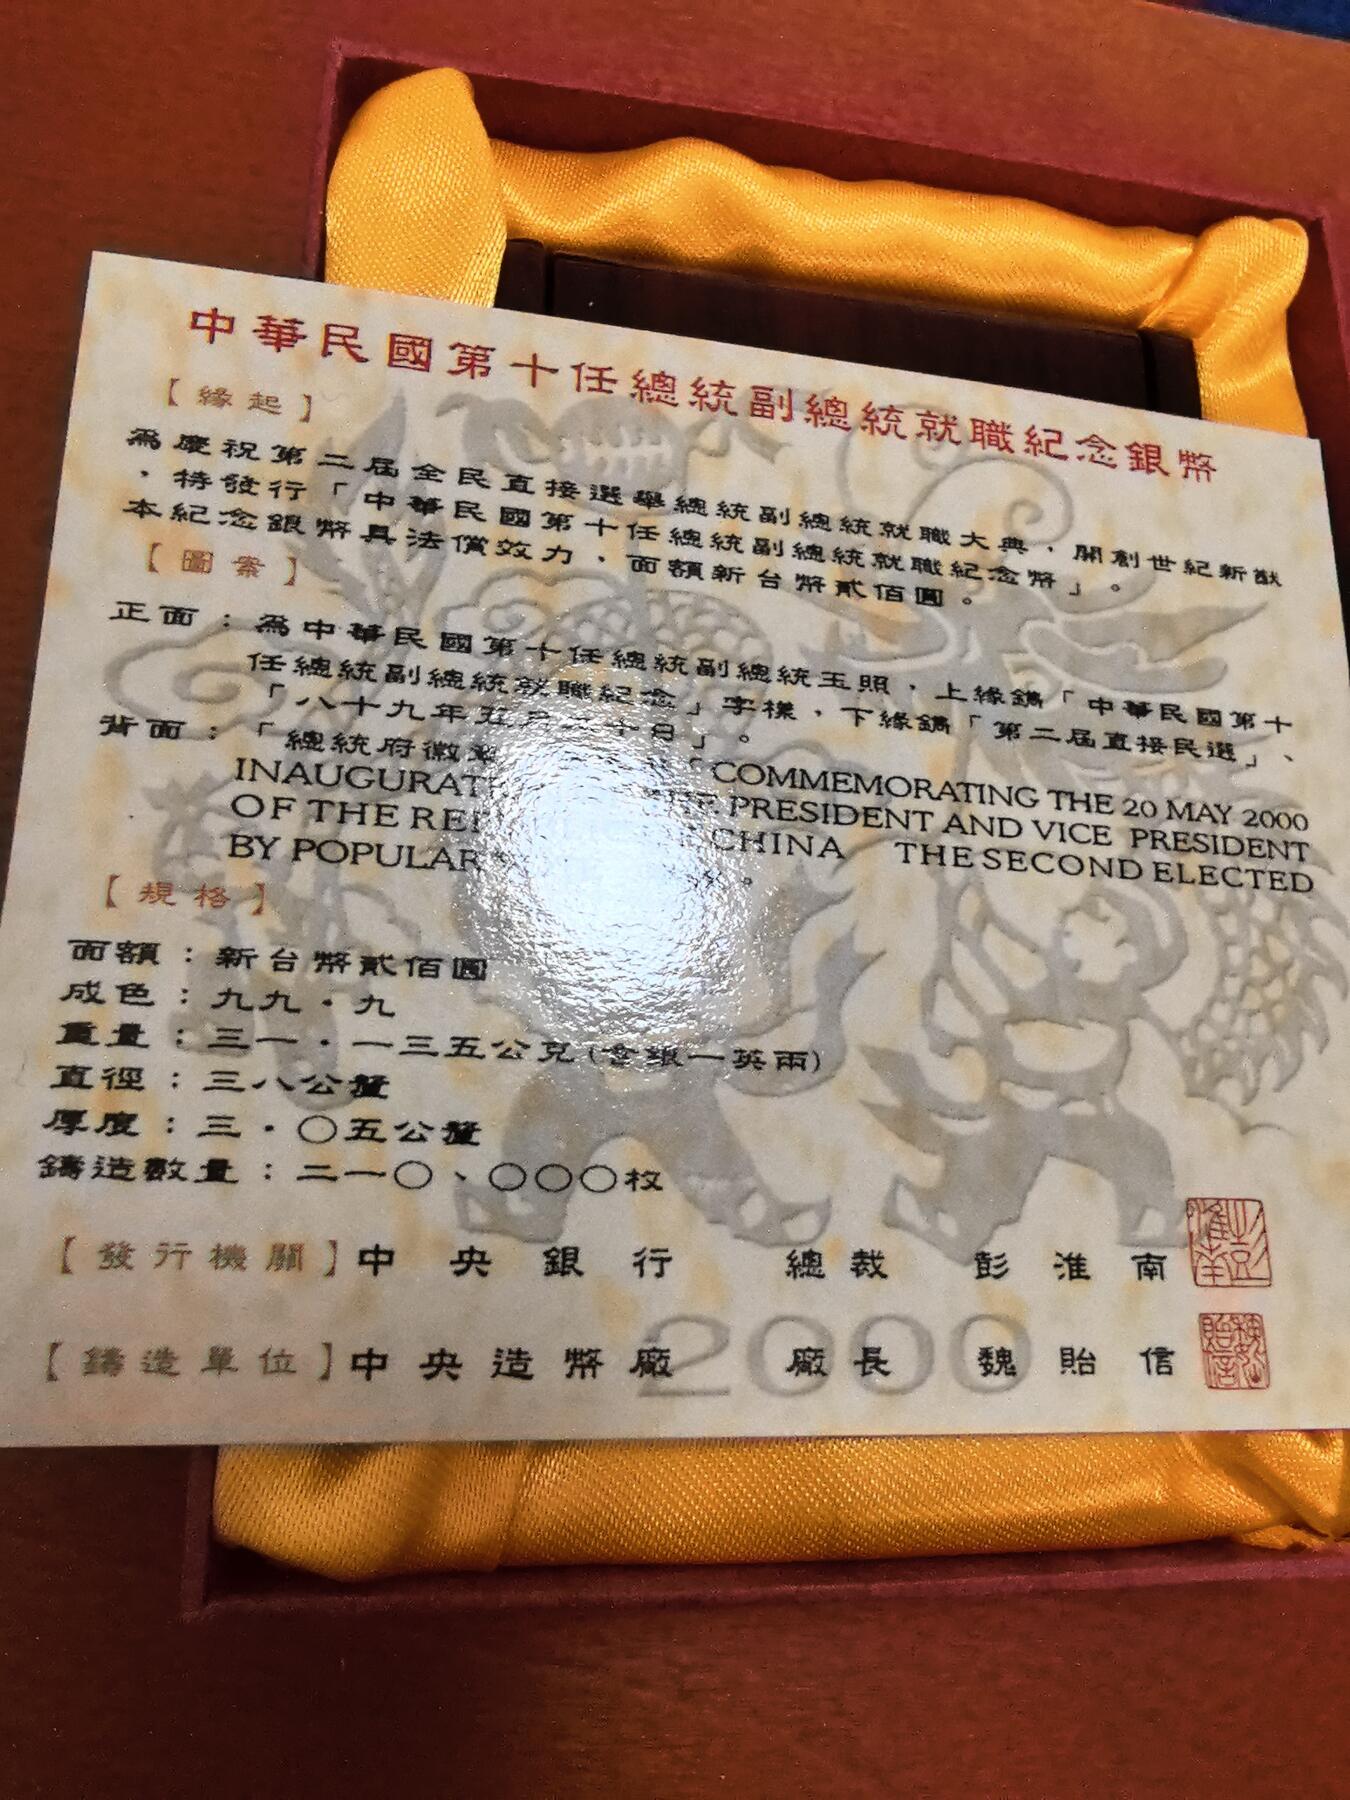 中華民國第十任總統副總統就職紀念銀幣
【緣起】
為慶祝第二屆全民直接選舉總統副總統就職大典,開創世紀新猷
,特發行「中華民國第十任總統副總統就職紀念幣」。
本紀念銀幣具法償效力,面額新台幣貳佰圓。
【圖案】
正面:為中華民國第十任總統副總統玉照,上緣鐫「中華民國第十
任總統副總統就職紀念」字樣,下緣鐫「第二屆直接民選」、
「八十九年五月二十日」。
背面:「總統府徽 「COMMEMORATING THE 20 MAY 2000
INAUGURATI PRESIDENT AND VICE PRESIDENT
OF THE REP CHINA THE SECOND ELECTED
BY POPULAR 。
【規格】
面額:新台幣貳佰圓
成色:九九.九
重量:三一.一三五公克(含銀一英兩)
直徑:三八公釐
厚度:三.〇五公釐
鑄造數量:二一〇、〇〇〇枚
【發行機關】中央銀行 總裁 彭淮南
【鑄造單位】中央造幣廠 廠長 魏貽信
2000